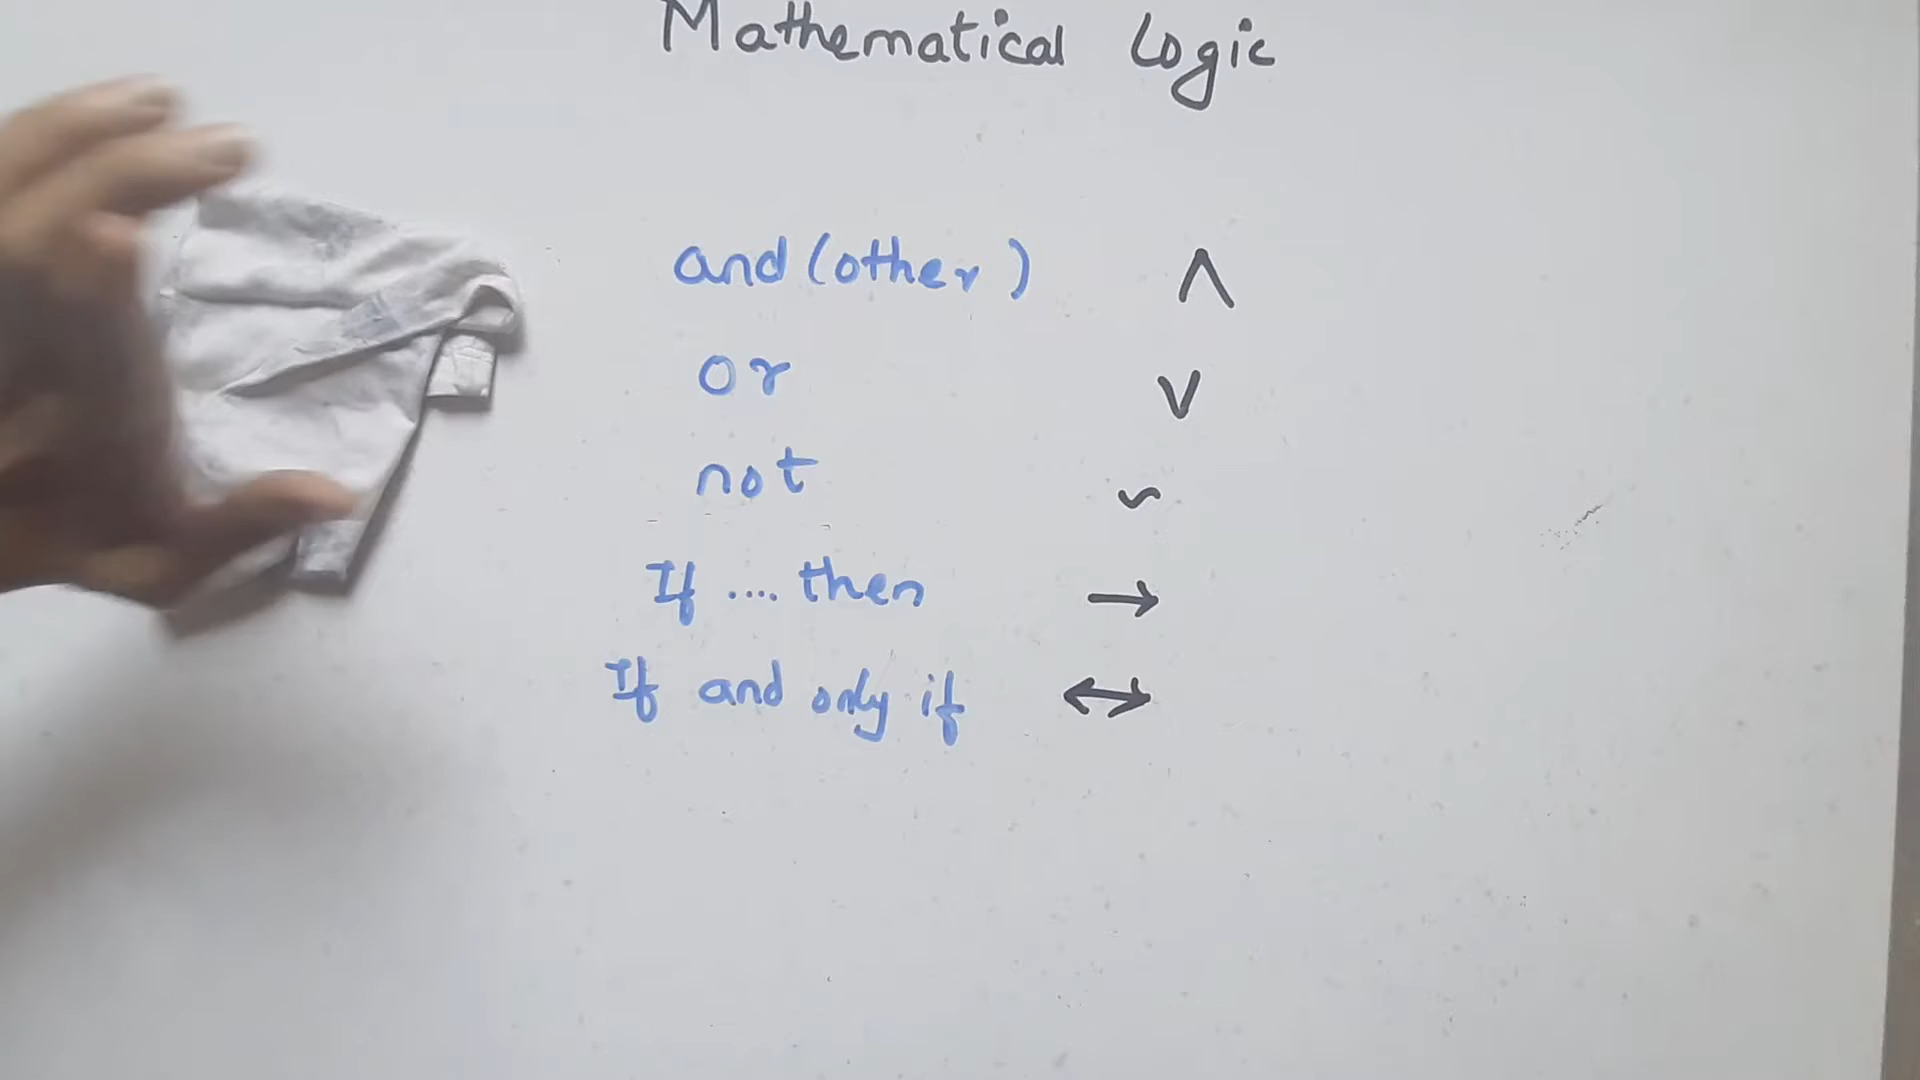 Mathematical Logic
and (other) ∧
or ∨
not ~
If .... then →
If and only if ↔